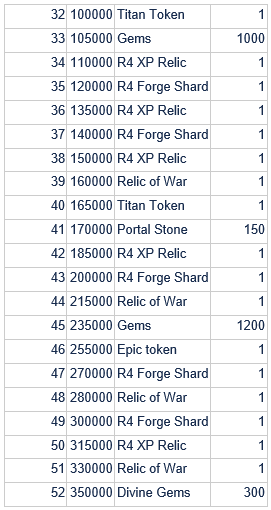 32 100000 Titan Token 1
33 105000 Gems 1000
34 110000 R4 XP Relic 1
35 120000 R4 Forge Shard 1
36 135000 R4 XP Relic 1
37 140000 R4 Forge Shard 1
38 150000 R4 XP Relic 1
39 160000 Relic of War 1
40 165000 Titan Token 1
41 170000 Portal Stone 150
42 185000 R4 XP Relic 1
43 200000 R4 Forge Shard 1
44 215000 Relic of War 1
45 235000 Gems 1200
46 255000 Epic token 1
47 270000 R4 Forge Shard 1
48 280000 Relic of War 1
49 300000 R4 Forge Shard 1
50 315000 R4 XP Relic 1
51 330000 Relic of War 1
52 350000 Divine Gems 300